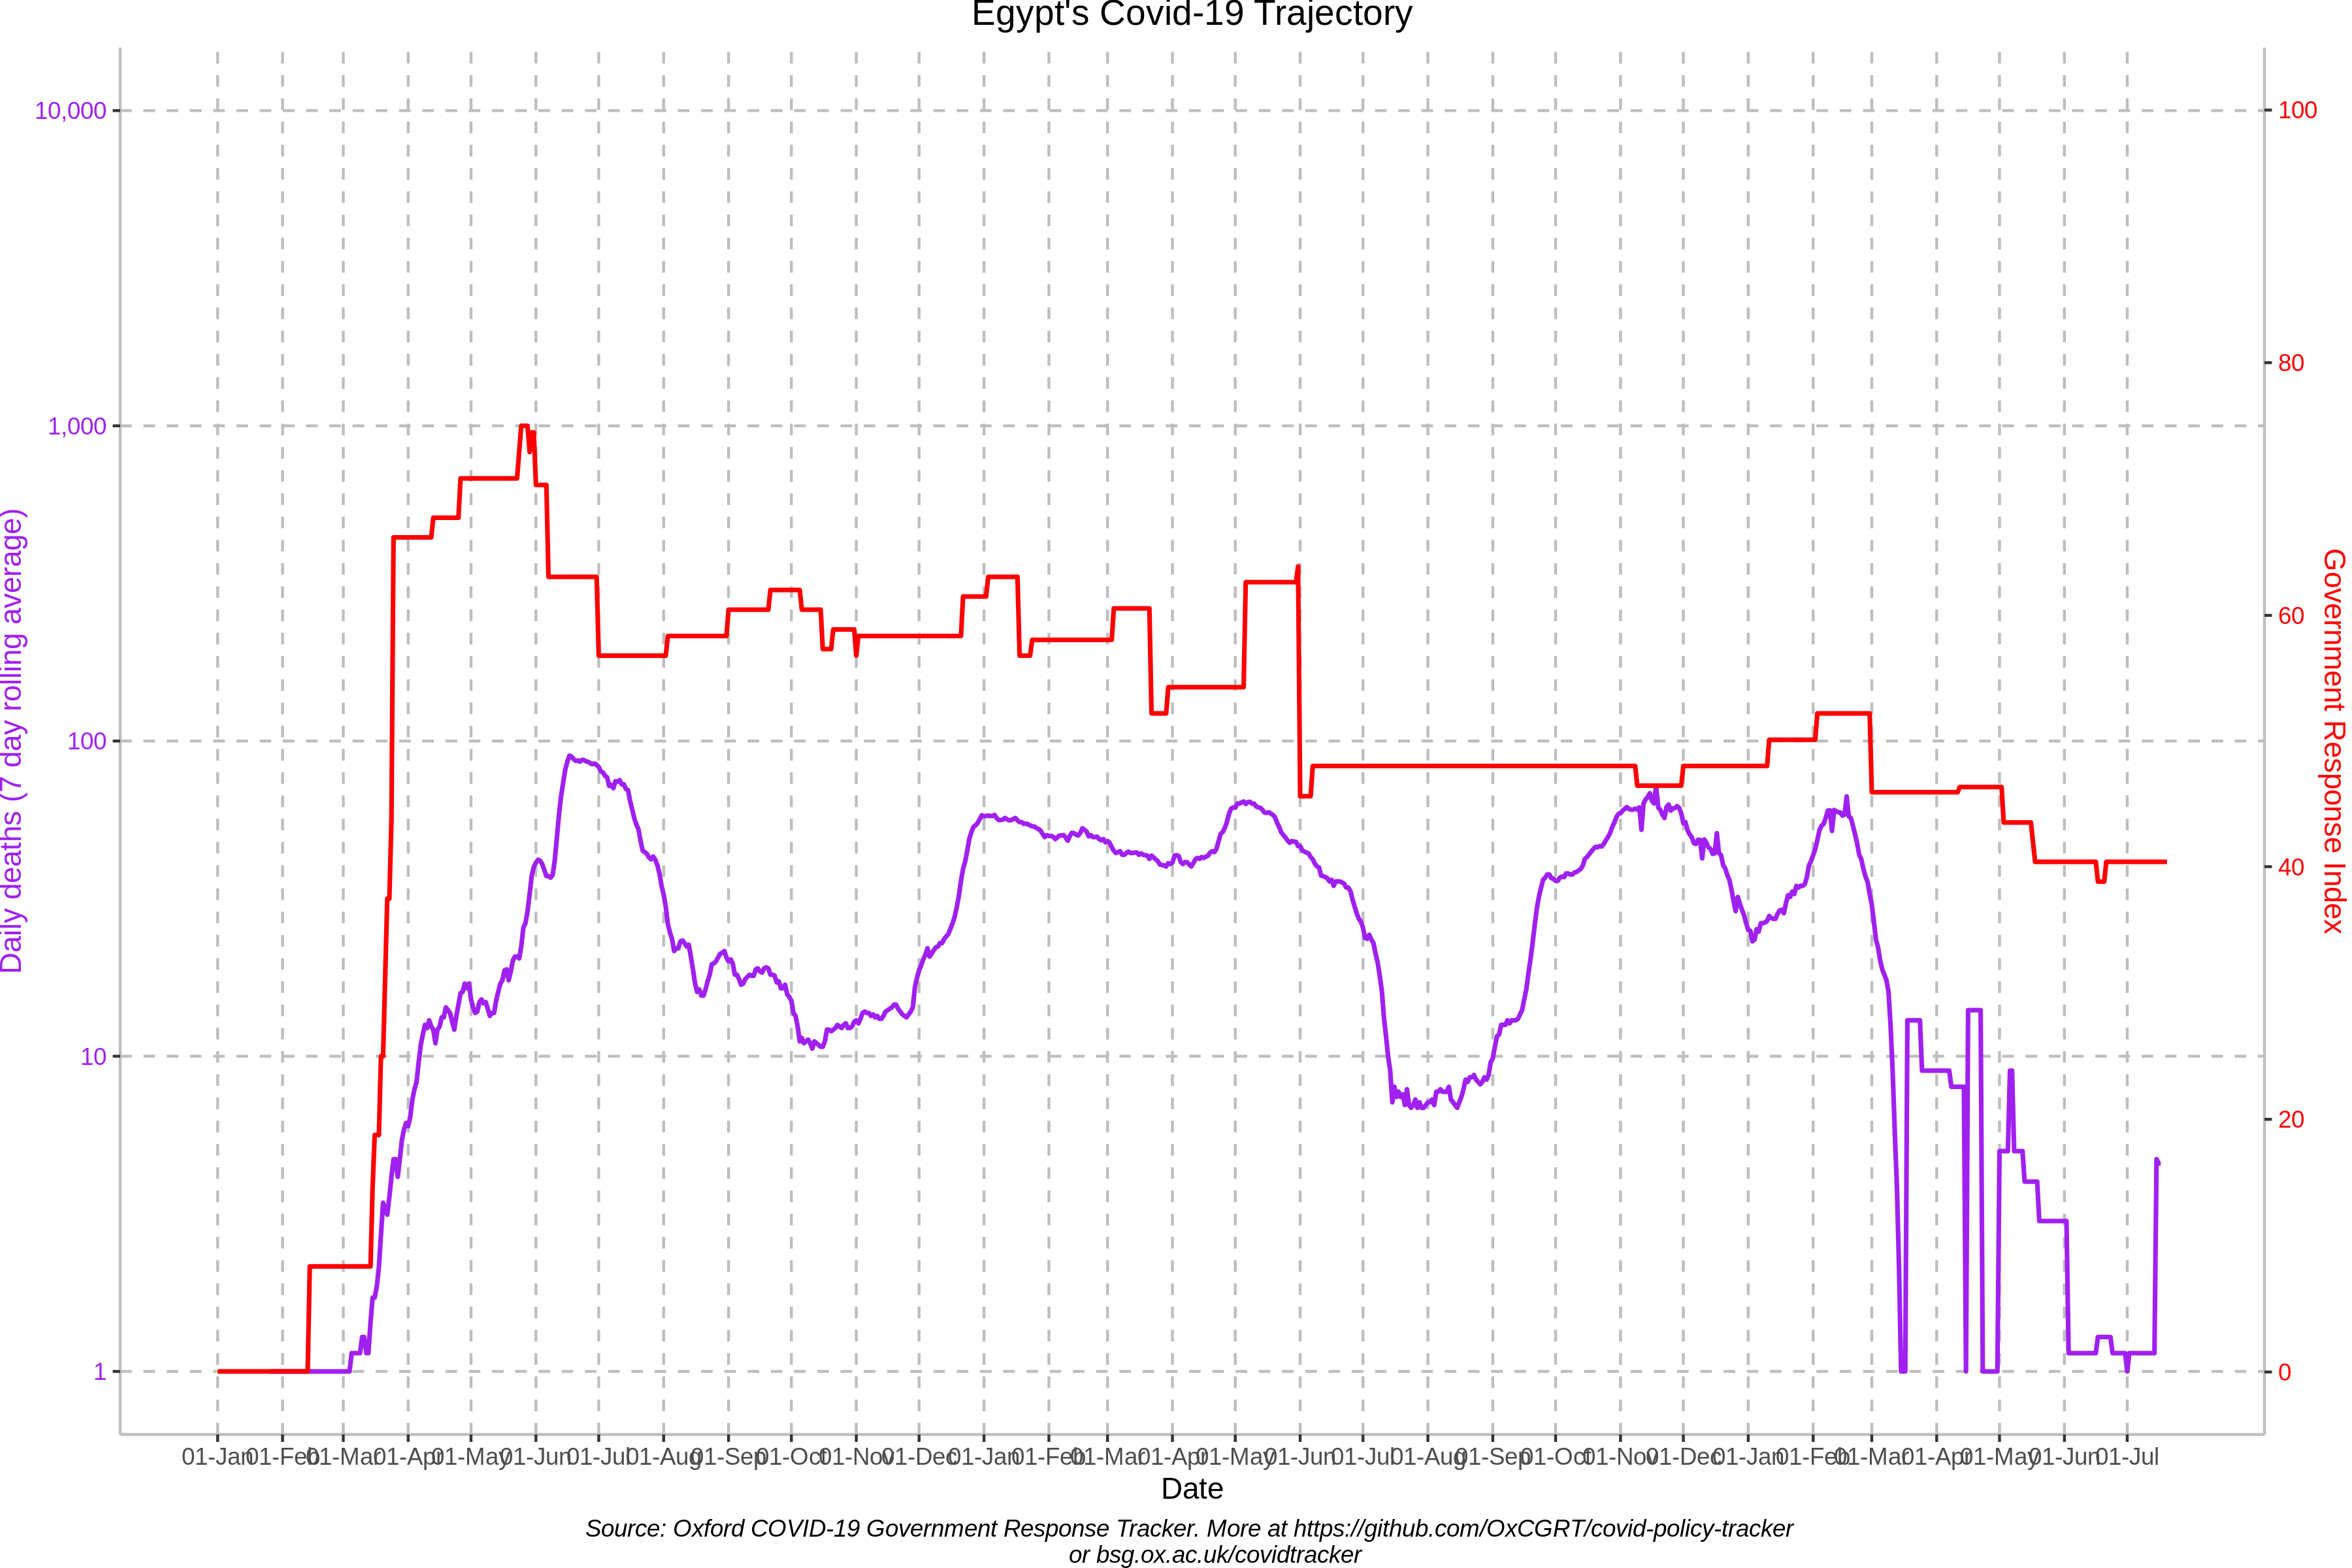 Egypt's Covid-19 Trajectory
10,000
1,000
100
10
1
Daily deaths (7 day rolling average)
100
80
60
40
20
0
Government Response Index
01-Jan 01-Feb 01-Mar 01-Apr 01-May 01-Jun 01-Jul 01-Aug 01-Sep 01-Oct 01-Nov 01-Dec 01-Jan 01-Feb 01-Mar 01-Apr 01-May 01-Jun 01-Jul 01-Aug 01-Sep 01-Oct 01-Nov 01-Dec 01-Jan 01-Feb 01-Mar 01-Apr 01-May 01-Jun 01-Jul
Date
Source: Oxford COVID-19 Government Response Tracker. More at https://github.com/OxCGRT/covid-policy-tracker
or bsg.ox.ac.uk/covidtracker